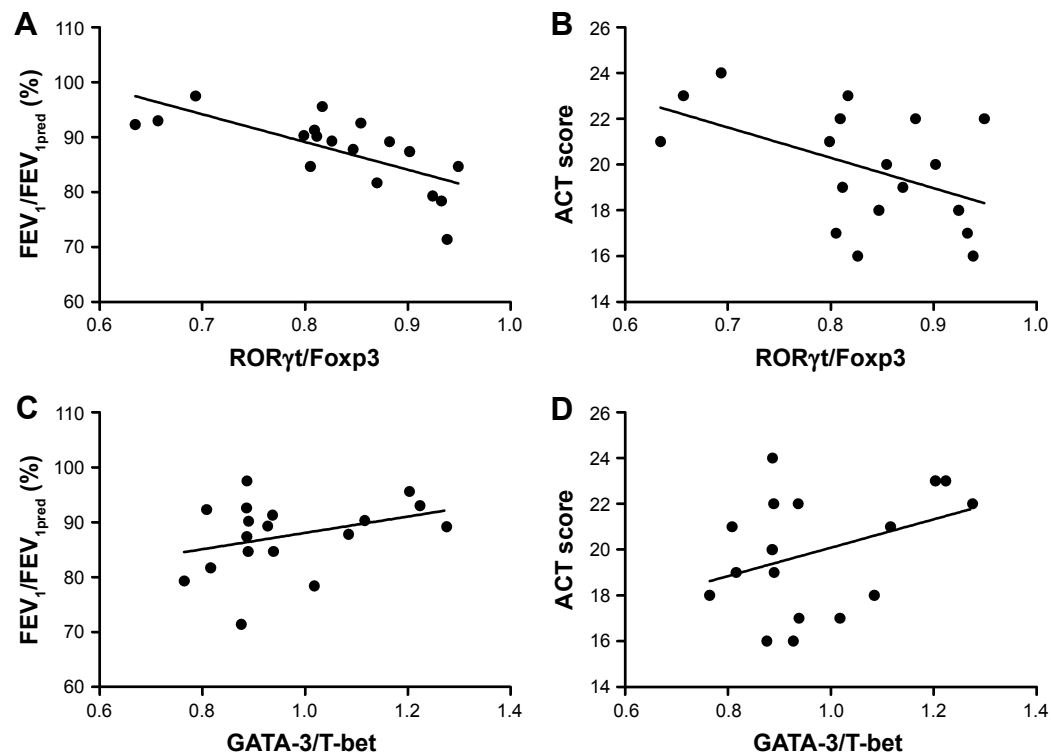 A
FEV1/FEV1pred (%)
110
100
90
80
70
60
0.6 0.7 0.8 0.9 1.0
RORγt/Foxp3
B
ACT score
26
24
22
20
18
16
14
0.6 0.7 0.8 0.9 1.0
RORγt/Foxp3
C
FEV1/FEV1pred (%)
110
100
90
80
70
60
0.6 0.8 1.0 1.2 1.4
GATA-3/T-bet
D
ACT score
26
24
22
20
18
16
14
0.6 0.8 1.0 1.2 1.4
GATA-3/T-bet